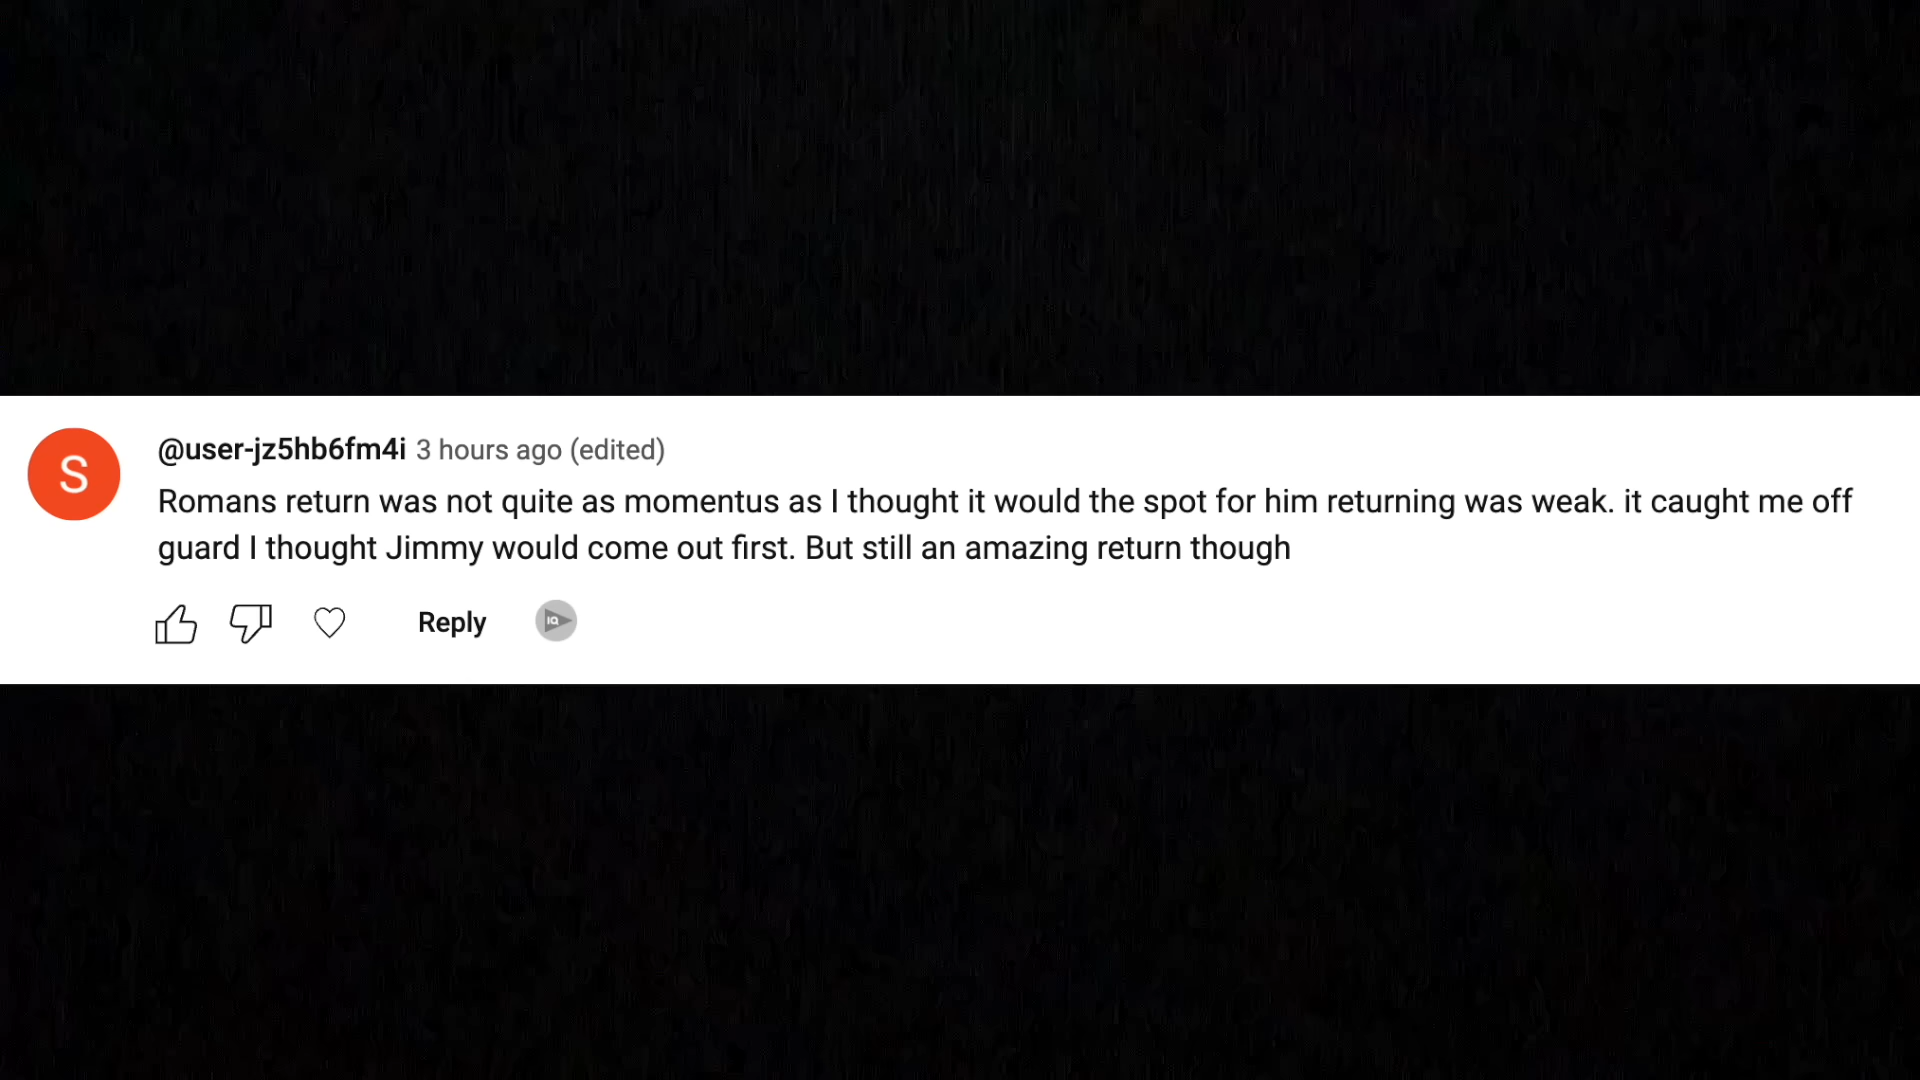 S
@user-jz5hb6fm4i 3 hours ago (edited)
Romans return was not quite as momentus as I thought it would the spot for him returning was weak. it caught me off
guard I thought Jimmy would come out first. But still an amazing return though
Reply
IQ